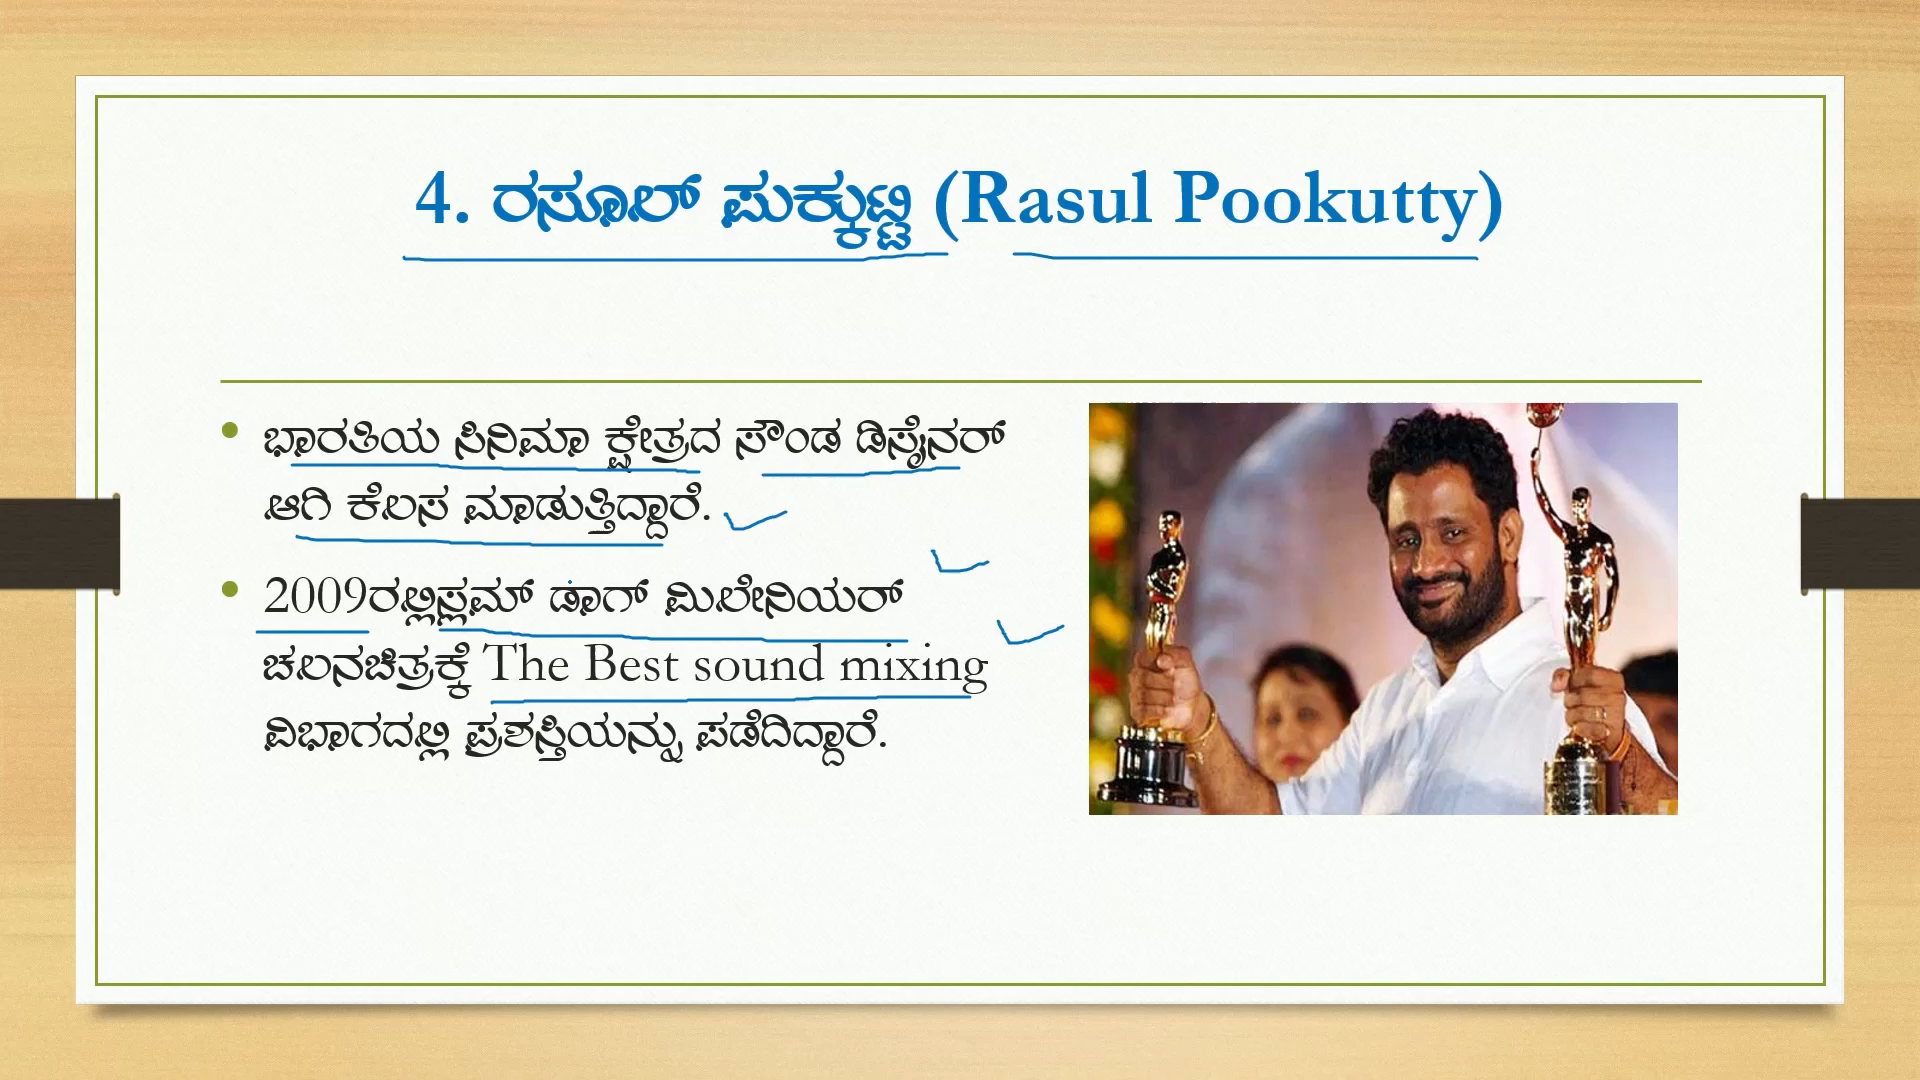 4. ರಸೂಲ್ ಪುಕ್ಕುಟ್ಟಿ (Rasul Pookutty)
• ಭಾರತಿಯ ಸಿನಿಮಾ ಕ್ಷೇತ್ರದ ಸೌಂಡ ಡಿಸೈನರ್
ಆಗಿ ಕೆಲಸ ಮಾಡುತ್ತಿದ್ದಾರೆ.
• 2009ರಲ್ಲಿಸ್ಲಮ್ ಡಾಗ್ ಮಿಲೇನಿಯರ್
ಚಲನಚಿತ್ರಕ್ಕೆ The Best sound mixing
ವಿಭಾಗದಲ್ಲಿ ಪ್ರಶಸ್ತಿಯನ್ನು ಪಡೆದಿದ್ದಾರೆ.